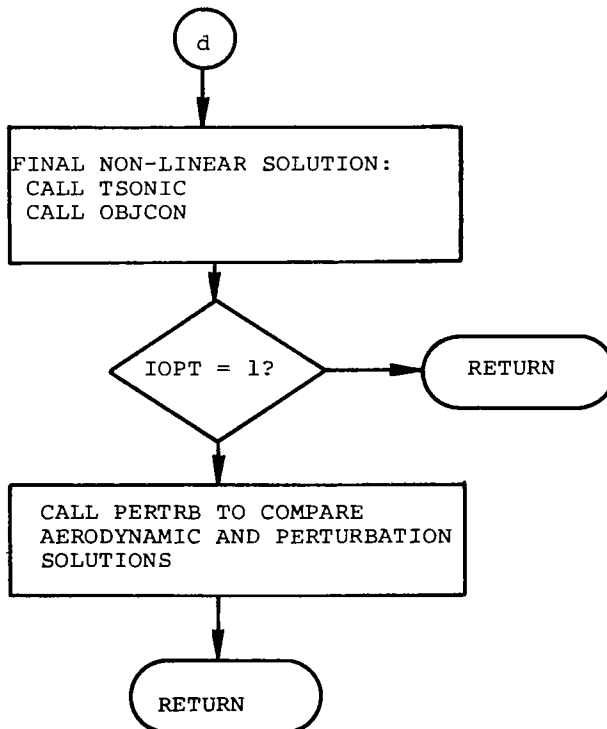 d
FINAL NON-LINEAR SOLUTION:
CALL TSONIC
CALL OBJCON
IOPT = 1?
RETURN
CALL PERTRB TO COMPARE
AERODYNAMIC AND PERTURBATION
SOLUTIONS
RETURN